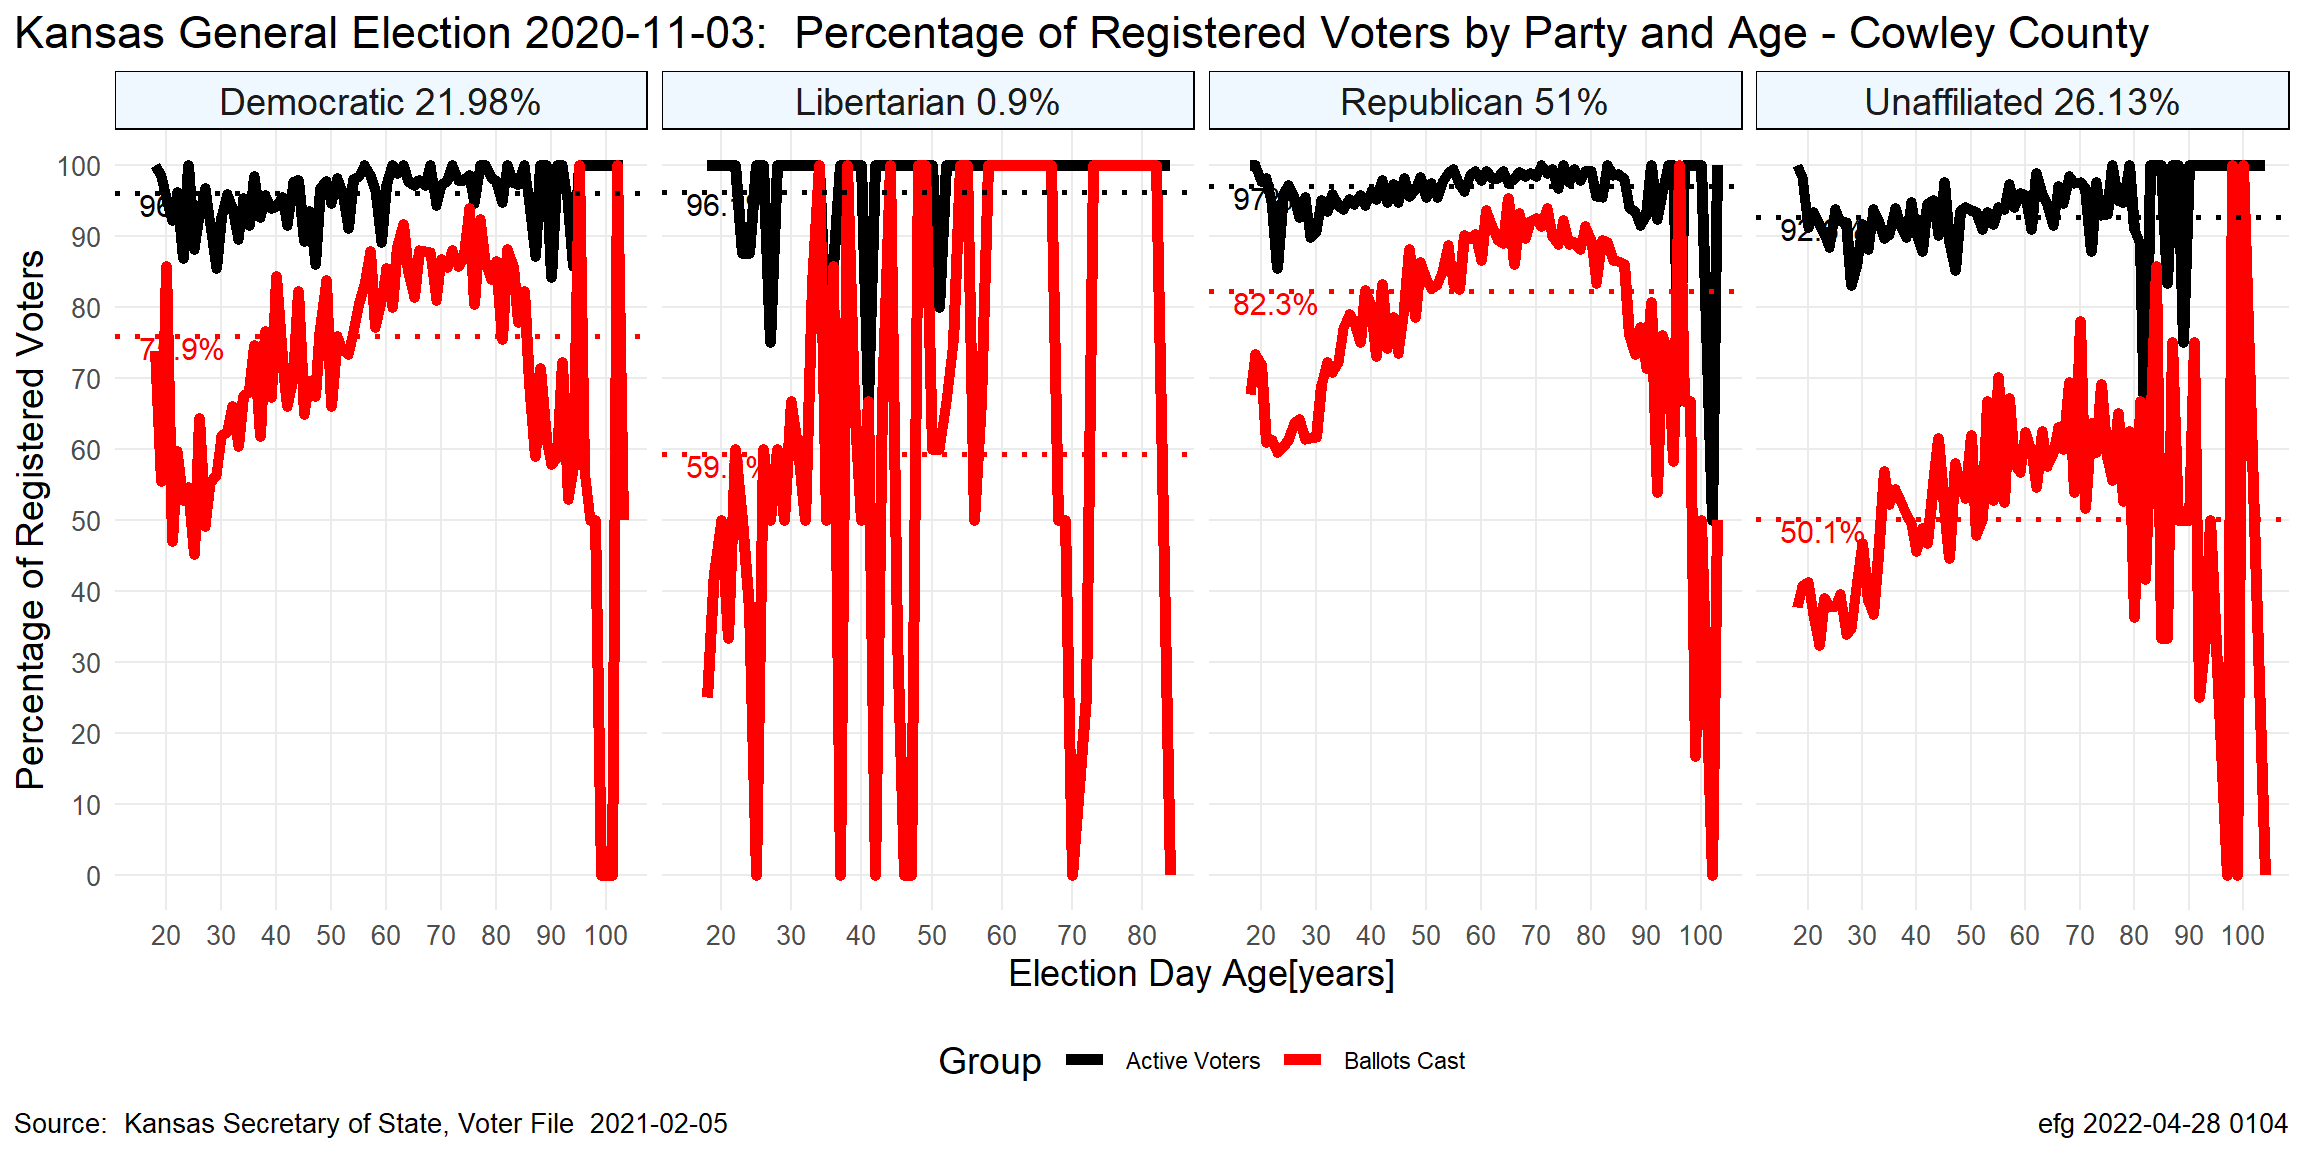 Kansas General Election 2020-11-03:  Percentage of Registered Voters by Party and Age - Cowley County
Democratic 21.98%
Libertarian 0.9%
Republican 51%
Unaffiliated 26.13%
Percentage of Registered Voters
100
90
80
70
60
50
40
30
20
10
0
82.3%
50.1%
20 30 40 50 60 70 80 90 100
20 30 40 50 60 70 80
20 30 40 50 60 70 80 90 100
20 30 40 50 60 70 80 90 100
Election Day Age[years]
Group Active Voters Ballots Cast
Source:  Kansas Secretary of State, Voter File  2021-02-05
efg 2022-04-28 0104